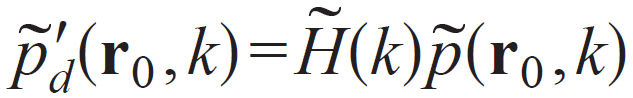 p̃′_d(𝐫₀, k) = H̃(k)p̃(𝐫₀, k)